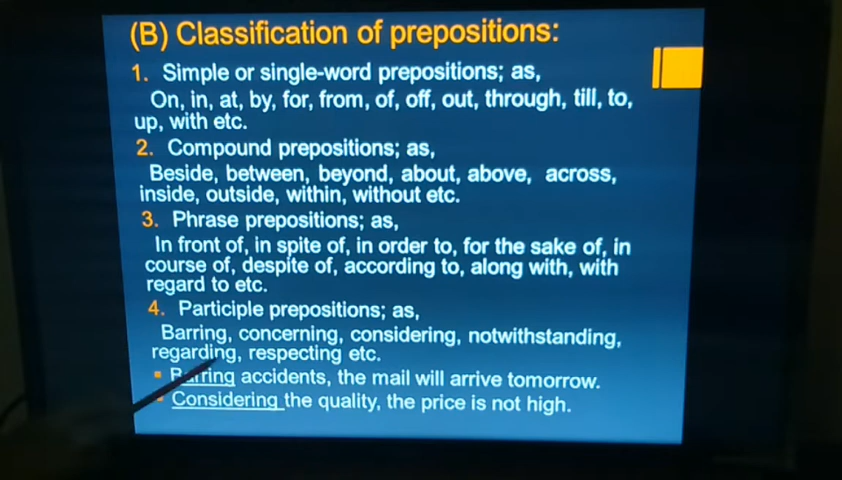 (B) Classification of prepositions:
1. Simple or single-word prepositions; as,
On, in, at, by, for, from, of, off, out, through, till, to,
up, with etc.
2. Compound prepositions; as,
Beside, between, beyond, about, above, across,
inside, outside, within, without etc.
3. Phrase prepositions; as,
In front of, in spite of, in order to, for the sake of, in
course of, despite of, according to, along with, with
regard to etc.
4. Participle prepositions; as,
Barring, concerning, considering, notwithstanding,
regarding, respecting etc.
▪ Barring accidents, the mail will arrive tomorrow.
▪ Considering the quality, the price is not high.